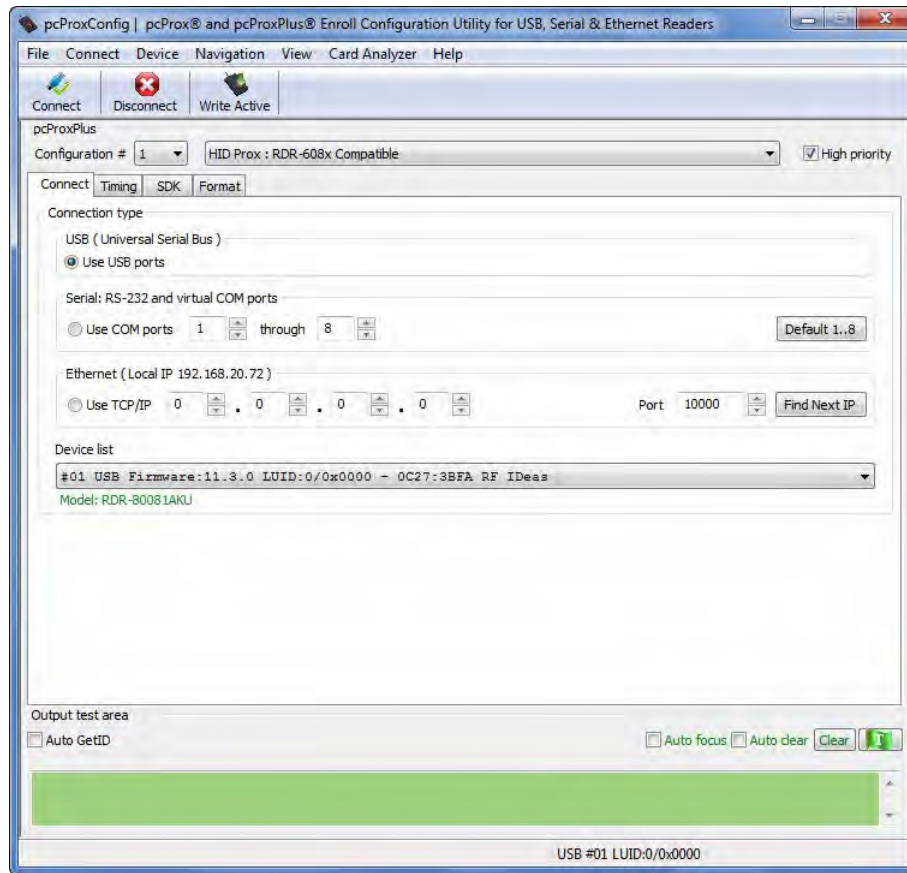 pcProxConfig | pcProx® and pcProxPlus® Enroll Configuration Utility for USB, Serial & Ethernet Readers
File Connect Device Navigation View Card Analyzer Help
Connect Disconnect Write Active
pcProxPlus
Configuration # 1 HID Prox : RDR-608x Compatible High priority
Connect Timing SDK Format
Connection type
USB ( Universal Serial Bus )
Use USB ports
Serial: RS-232 and virtual COM ports
Use COM ports 1 through 8 Default 1..8
Ethernet ( Local IP 192.168.20.72 )
Use TCP/IP 0 . 0 . 0 . 0 Port 10000 Find Next IP
Device list
#01 USB Firmware:11.3.0 LUID:0/0x0000 - 0C27:3BFA RF IDeas
Model: RDR-80081AKU
Output test area
Auto GetID Auto focus Auto clear Clear
USB #01 LUID:0/0x0000